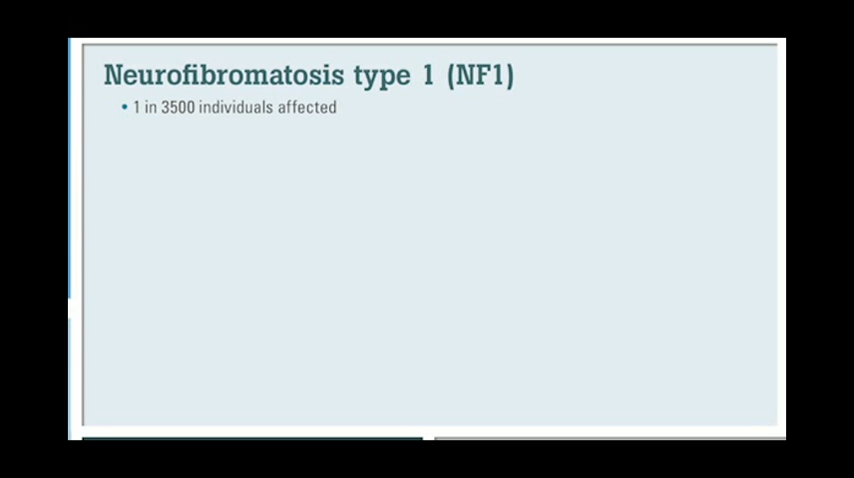 Neurofibromatosis type 1 (NF1)
• 1 in 3500 individuals affected